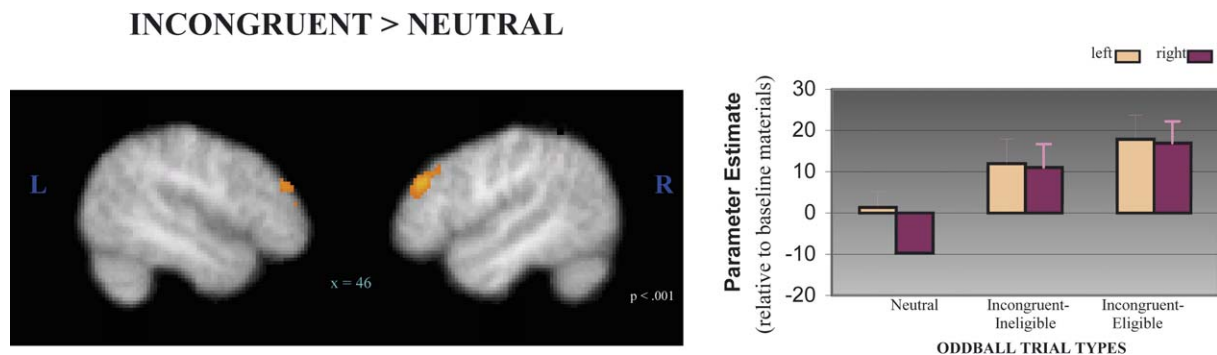 INCONGRUENT > NEUTRAL
L
R
x = 46
p < .001
left
right
Parameter Estimate
(relative to baseline materials)
30
20
10
0
-10
-20
Neutral
Incongruent-
Ineligible
Incongruent-
Eligible
ODDBALL TRIAL TYPES